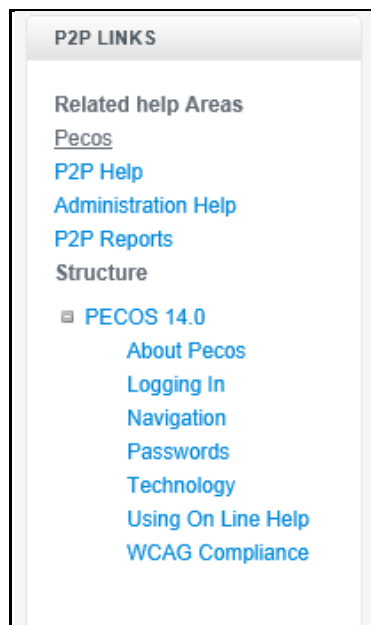 P2P LINKS
Related help Areas
Pecos
P2P Help
Administration Help
P2P Reports
Structure
PECOS 14.0
About Pecos
Logging In
Navigation
Passwords
Technology
Using On Line Help
WCAG Compliance